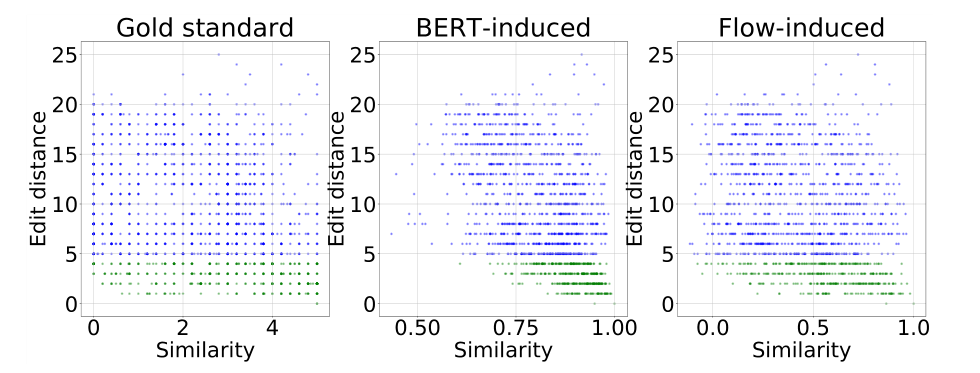 Gold standard
25
20
15
10
5
0
Edit distance
0 2 4
Similarity
BERT-induced
25
20
15
10
5
0
Edit distance
0.50 0.75 1.00
Similarity
Flow-induced
25
20
15
10
5
0
Edit distance
0.0 0.5 1.0
Similarity